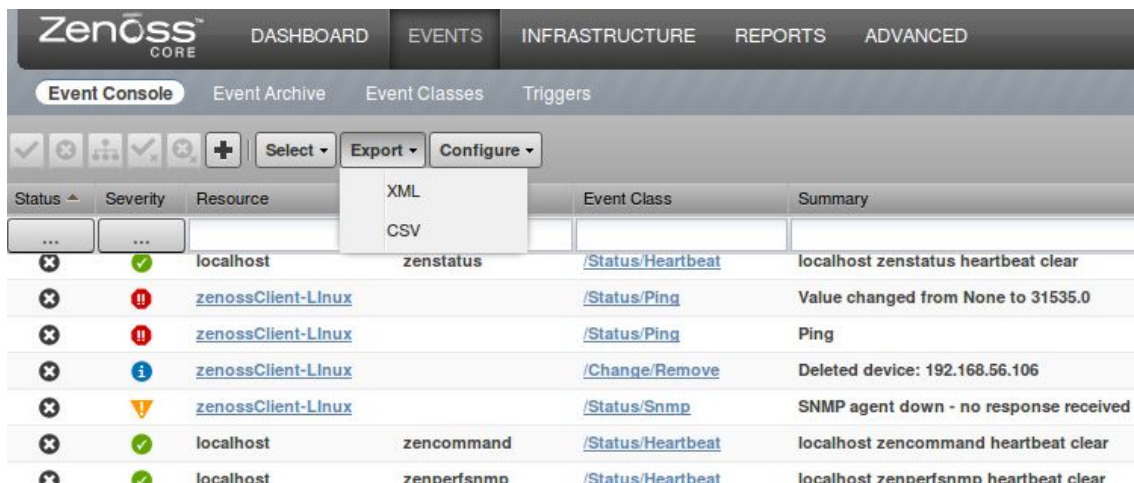 Zenōss™
CORE
DASHBOARD EVENTS INFRASTRUCTURE REPORTS ADVANCED
Event Console Event Archive Event Classes Triggers
Select Export Configure
XML
CSV
Status Severity Resource Event Class Summary
... ...
localhost zenstatus /Status/Heartbeat localhost zenstatus heartbeat clear
zenossClient-LInux /Status/Ping Value changed from None to 31535.0
zenossClient-LInux /Status/Ping Ping
zenossClient-LInux /Change/Remove Deleted device: 192.168.56.106
zenossClient-LInux /Status/Snmp SNMP agent down - no response received
localhost zencommand /Status/Heartbeat localhost zencommand heartbeat clear
localhost zenperfsnmp /Status/Heartbeat localhost zenperfsnmp heartbeat clear